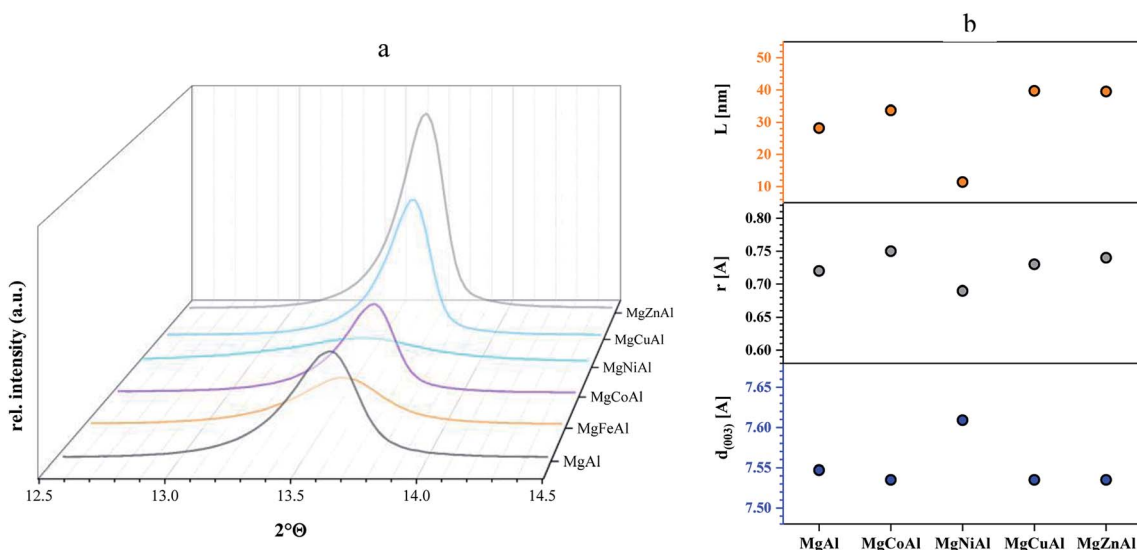 a
rel. intensity (a.u.)
MgZnAl
MgCuAl
MgNiAl
MgCoAl
MgFeAl
MgAl
12.5 13.0 13.5 14.0 14.5
2°Θ
b
L [nm]
50
40
30
20
10
r [A]
0.80
0.75
0.70
0.65
0.60
d(003) [A]
7.65
7.60
7.55
7.50
MgAl MgCoAl MgNiAl MgCuAl MgZnAl